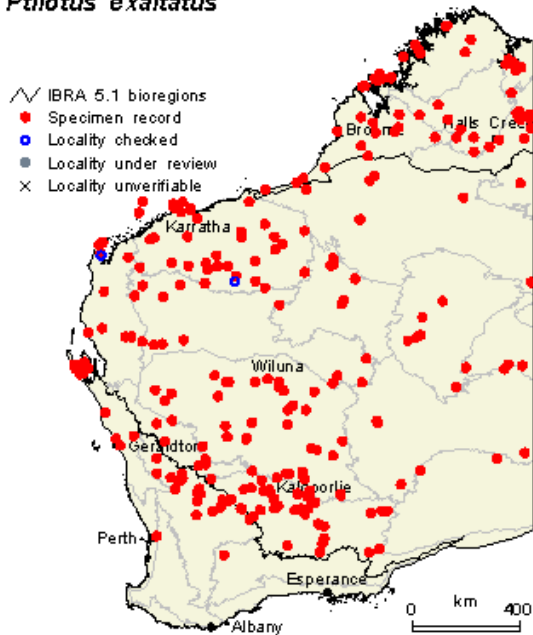 Ptilotus exaltatus
IBRA 5.1 bioregions
Specimen record
Locality checked
Locality under review
Locality unverifiable
Broome
Halls Creek
Karratha
Wiluna
Geraldton
Kalgoorlie
Perth
Esperance
Albany
km
0 400